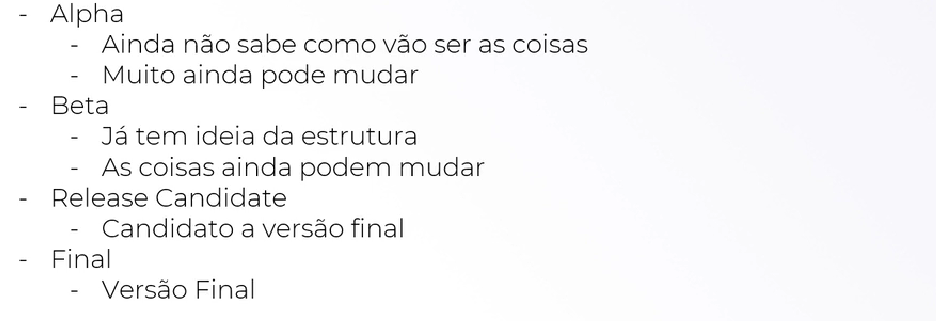 - Alpha
- Ainda não sabe como vão ser as coisas
- Muito ainda pode mudar
- Beta
- Já tem ideia da estrutura
- As coisas ainda podem mudar
- Release Candidate
- Candidato a versão final
- Final
- Versão Final